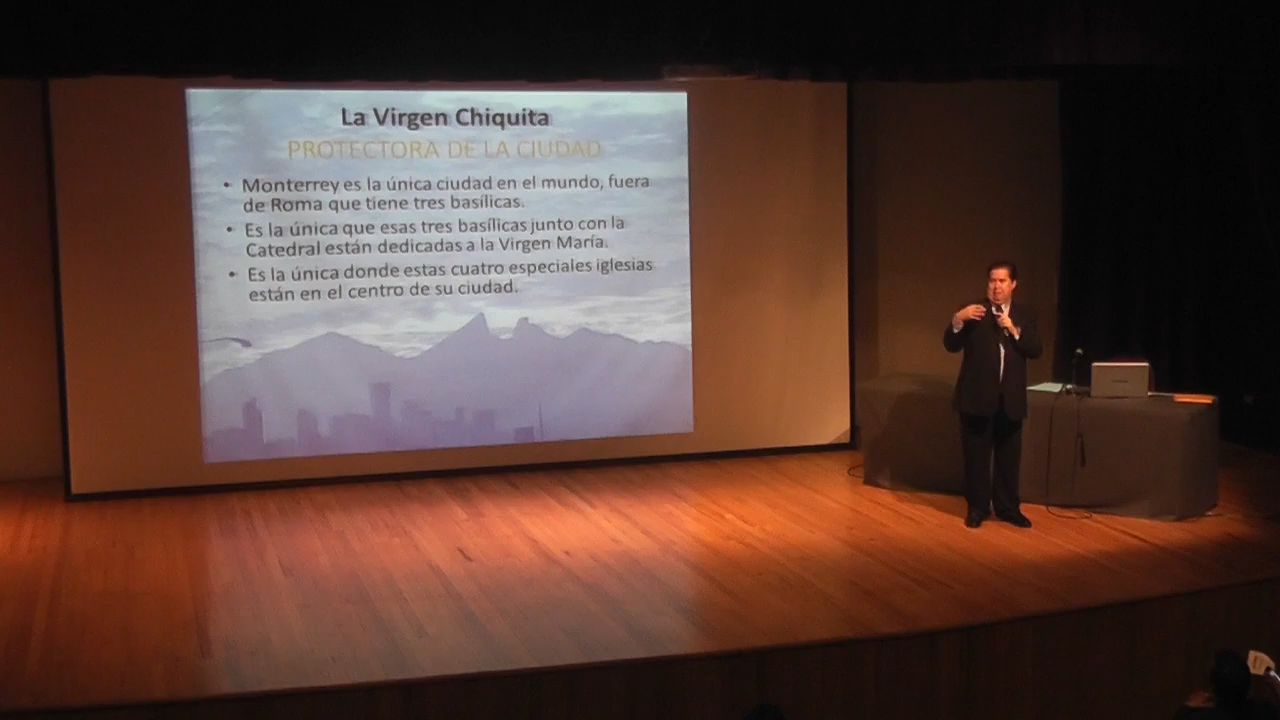 La Virgen Chiquita
PROTECTORA DE LA CIUDAD
• Monterrey es la única ciudad en el mundo, fuera
de Roma que tiene tres basílicas.
• Es la única que esas tres basílicas junto con la
Catedral están dedicadas a la Virgen María.
• Es la única donde estas cuatro especiales iglesias
están en el centro de su ciudad.